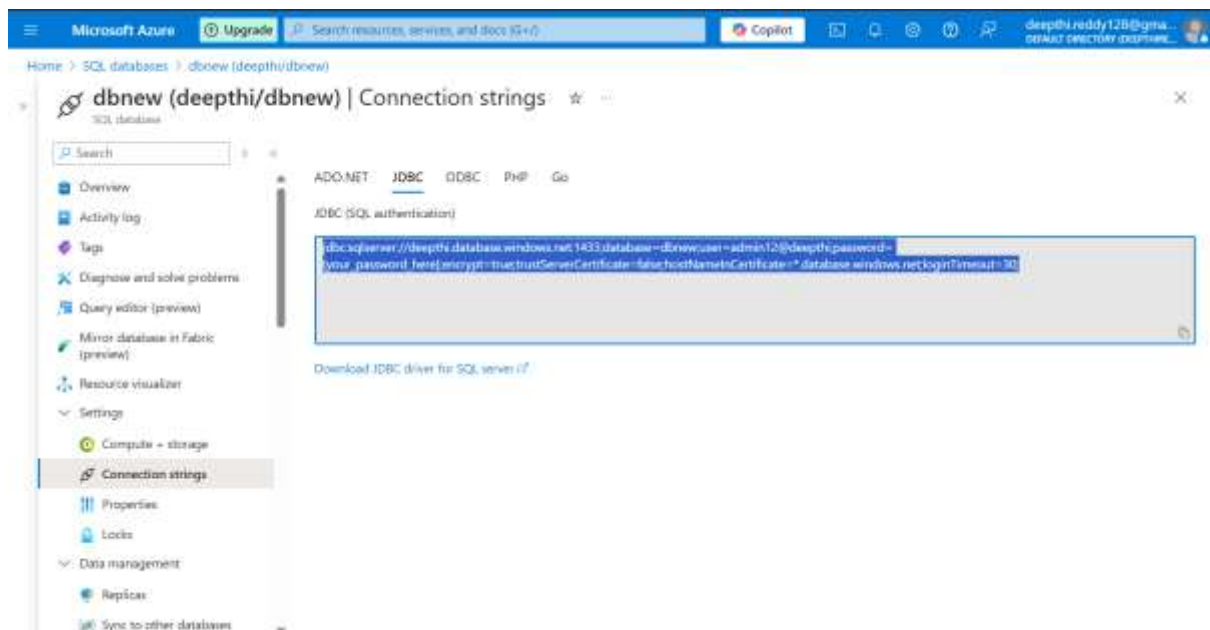 Microsoft Azure
Upgrade
Search resources, services, and docs (G+/)
Copilot
deepthi.reddy128@gma...
DEFAULT DIRECTORY (DEEPTHIRE...
Home > SQL databases > dbnew (deepthi/dbnew)
dbnew (deepthi/dbnew) | Connection strings
SQL database
Search
Overview
Activity log
Tags
Diagnose and solve problems
Query editor (preview)
Mirror database in Fabric
(preview)
Resource visualizer
Settings
Compute + storage
Connection strings
Properties
Locks
Data management
Replicas
Sync to other databases
ADO.NET JDBC ODBC PHP Go
JDBC (SQL authentication)
jdbc:sqlserver://deepthi.database.windows.net:1433;database=dbnew;user=admin12@deepthi;password=
{your_password_here};encrypt=true;trustServerCertificate=false;hostNameInCertificate=*.database.windows.net;loginTimeout=30;
Download JDBC driver for SQL server